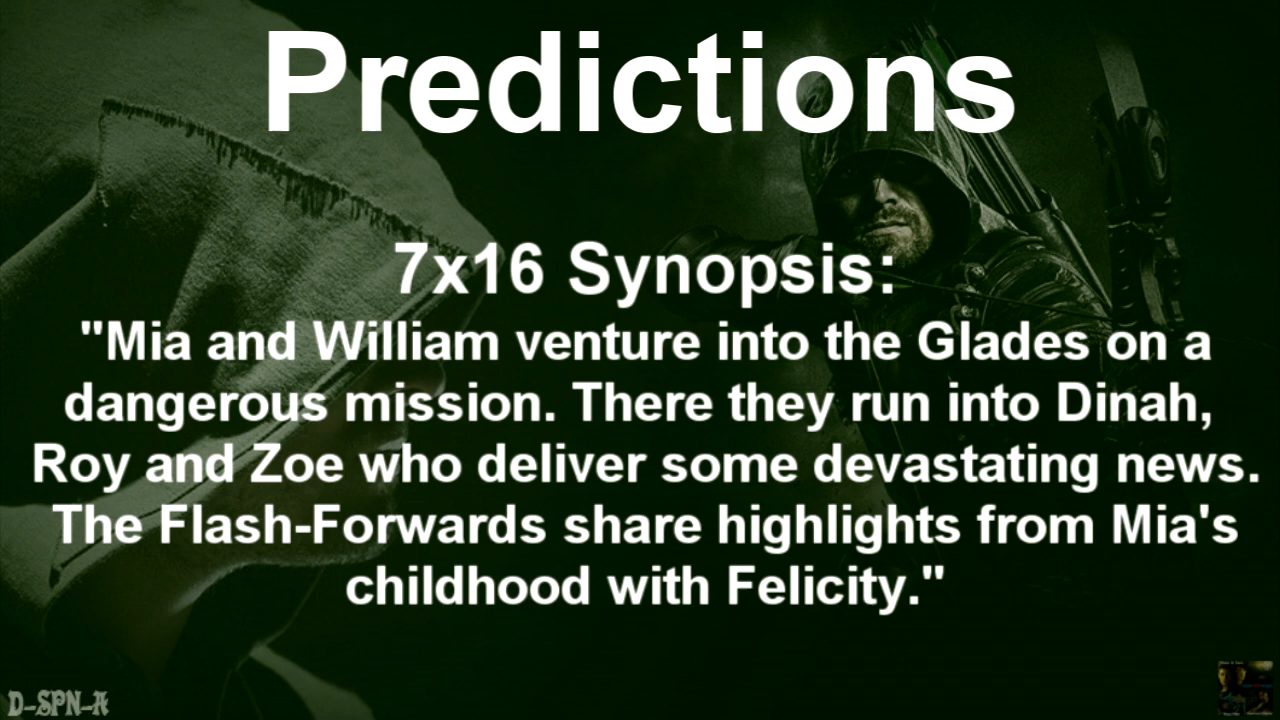 Predictions
7x16 Synopsis:
"Mia and William venture into the Glades on a
dangerous mission. There they run into Dinah,
Roy and Zoe who deliver some devastating news.
The Flash-Forwards share highlights from Mia's
childhood with Felicity."
D-SPN-A